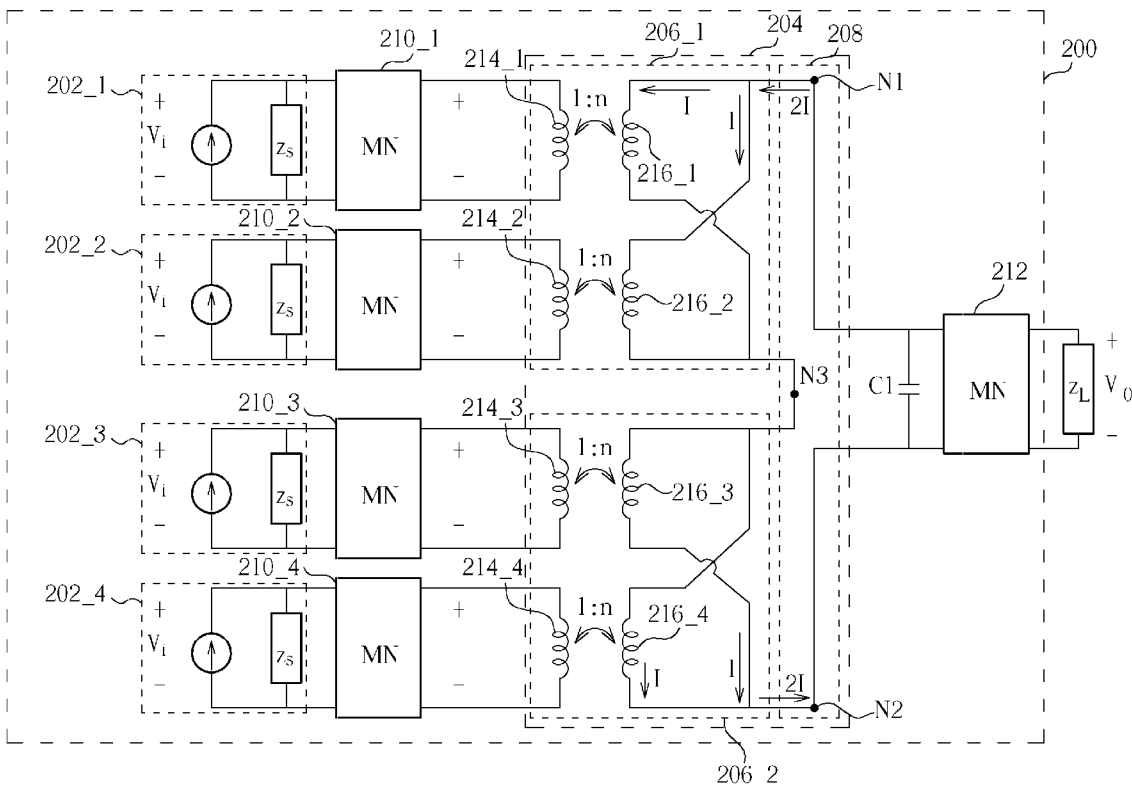 210_1
206_1
204
208
200
202_1
214_1
N1
+
V_i
−
Z_S
MN
+
−
1:n
I
I
2I
216_1
210_2
214_2
202_2
+
V_i
−
Z_S
MN
+
−
1:n
216_2
212
N3
C1
MN
Z_L
+
V_0
−
210_3
214_3
202_3
+
V_i
−
Z_S
MN
+
−
1:n
216_3
210_4
214_4
202_4
+
V_i
−
Z_S
MN
+
−
1:n
216_4
I
I
2I
N2
206_2